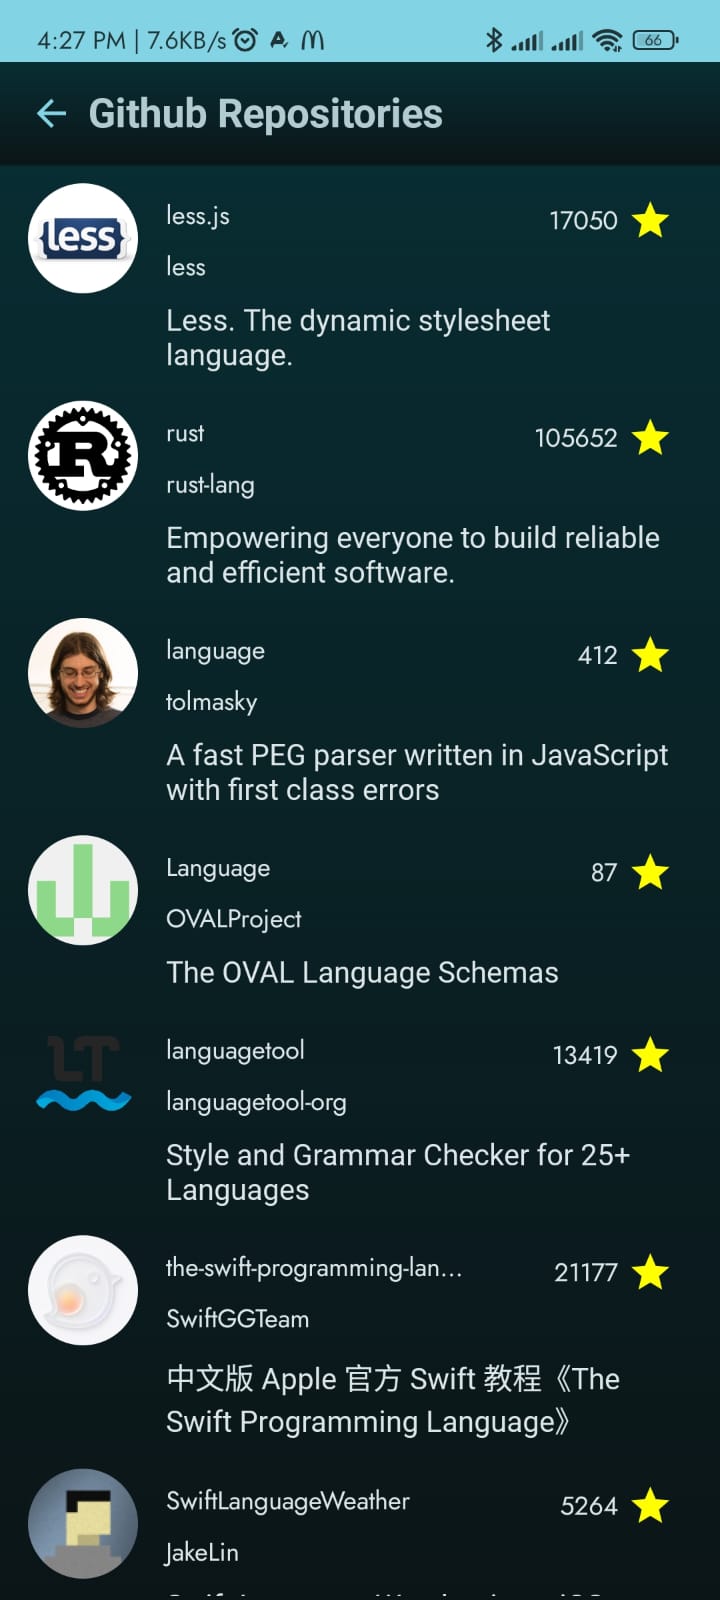 4:27 PM | 7.6KB/s
66
Github Repositories
less
less.js
17050
less
Less. The dynamic stylesheet
language.
R
rust
105652
rust-lang
Empowering everyone to build reliable
and efficient software.
language
412
tolmasky
A fast PEG parser written in JavaScript
with first class errors
Language
87
OVALProject
The OVAL Language Schemas
LT
languagetool
13419
languagetool-org
Style and Grammar Checker for 25+
Languages
the-swift-programming-lan...
21177
SwiftGGTeam
中文版 Apple 官方 Swift 教程《The
Swift Programming Language》
SwiftLanguageWeather
5264
JakeLin